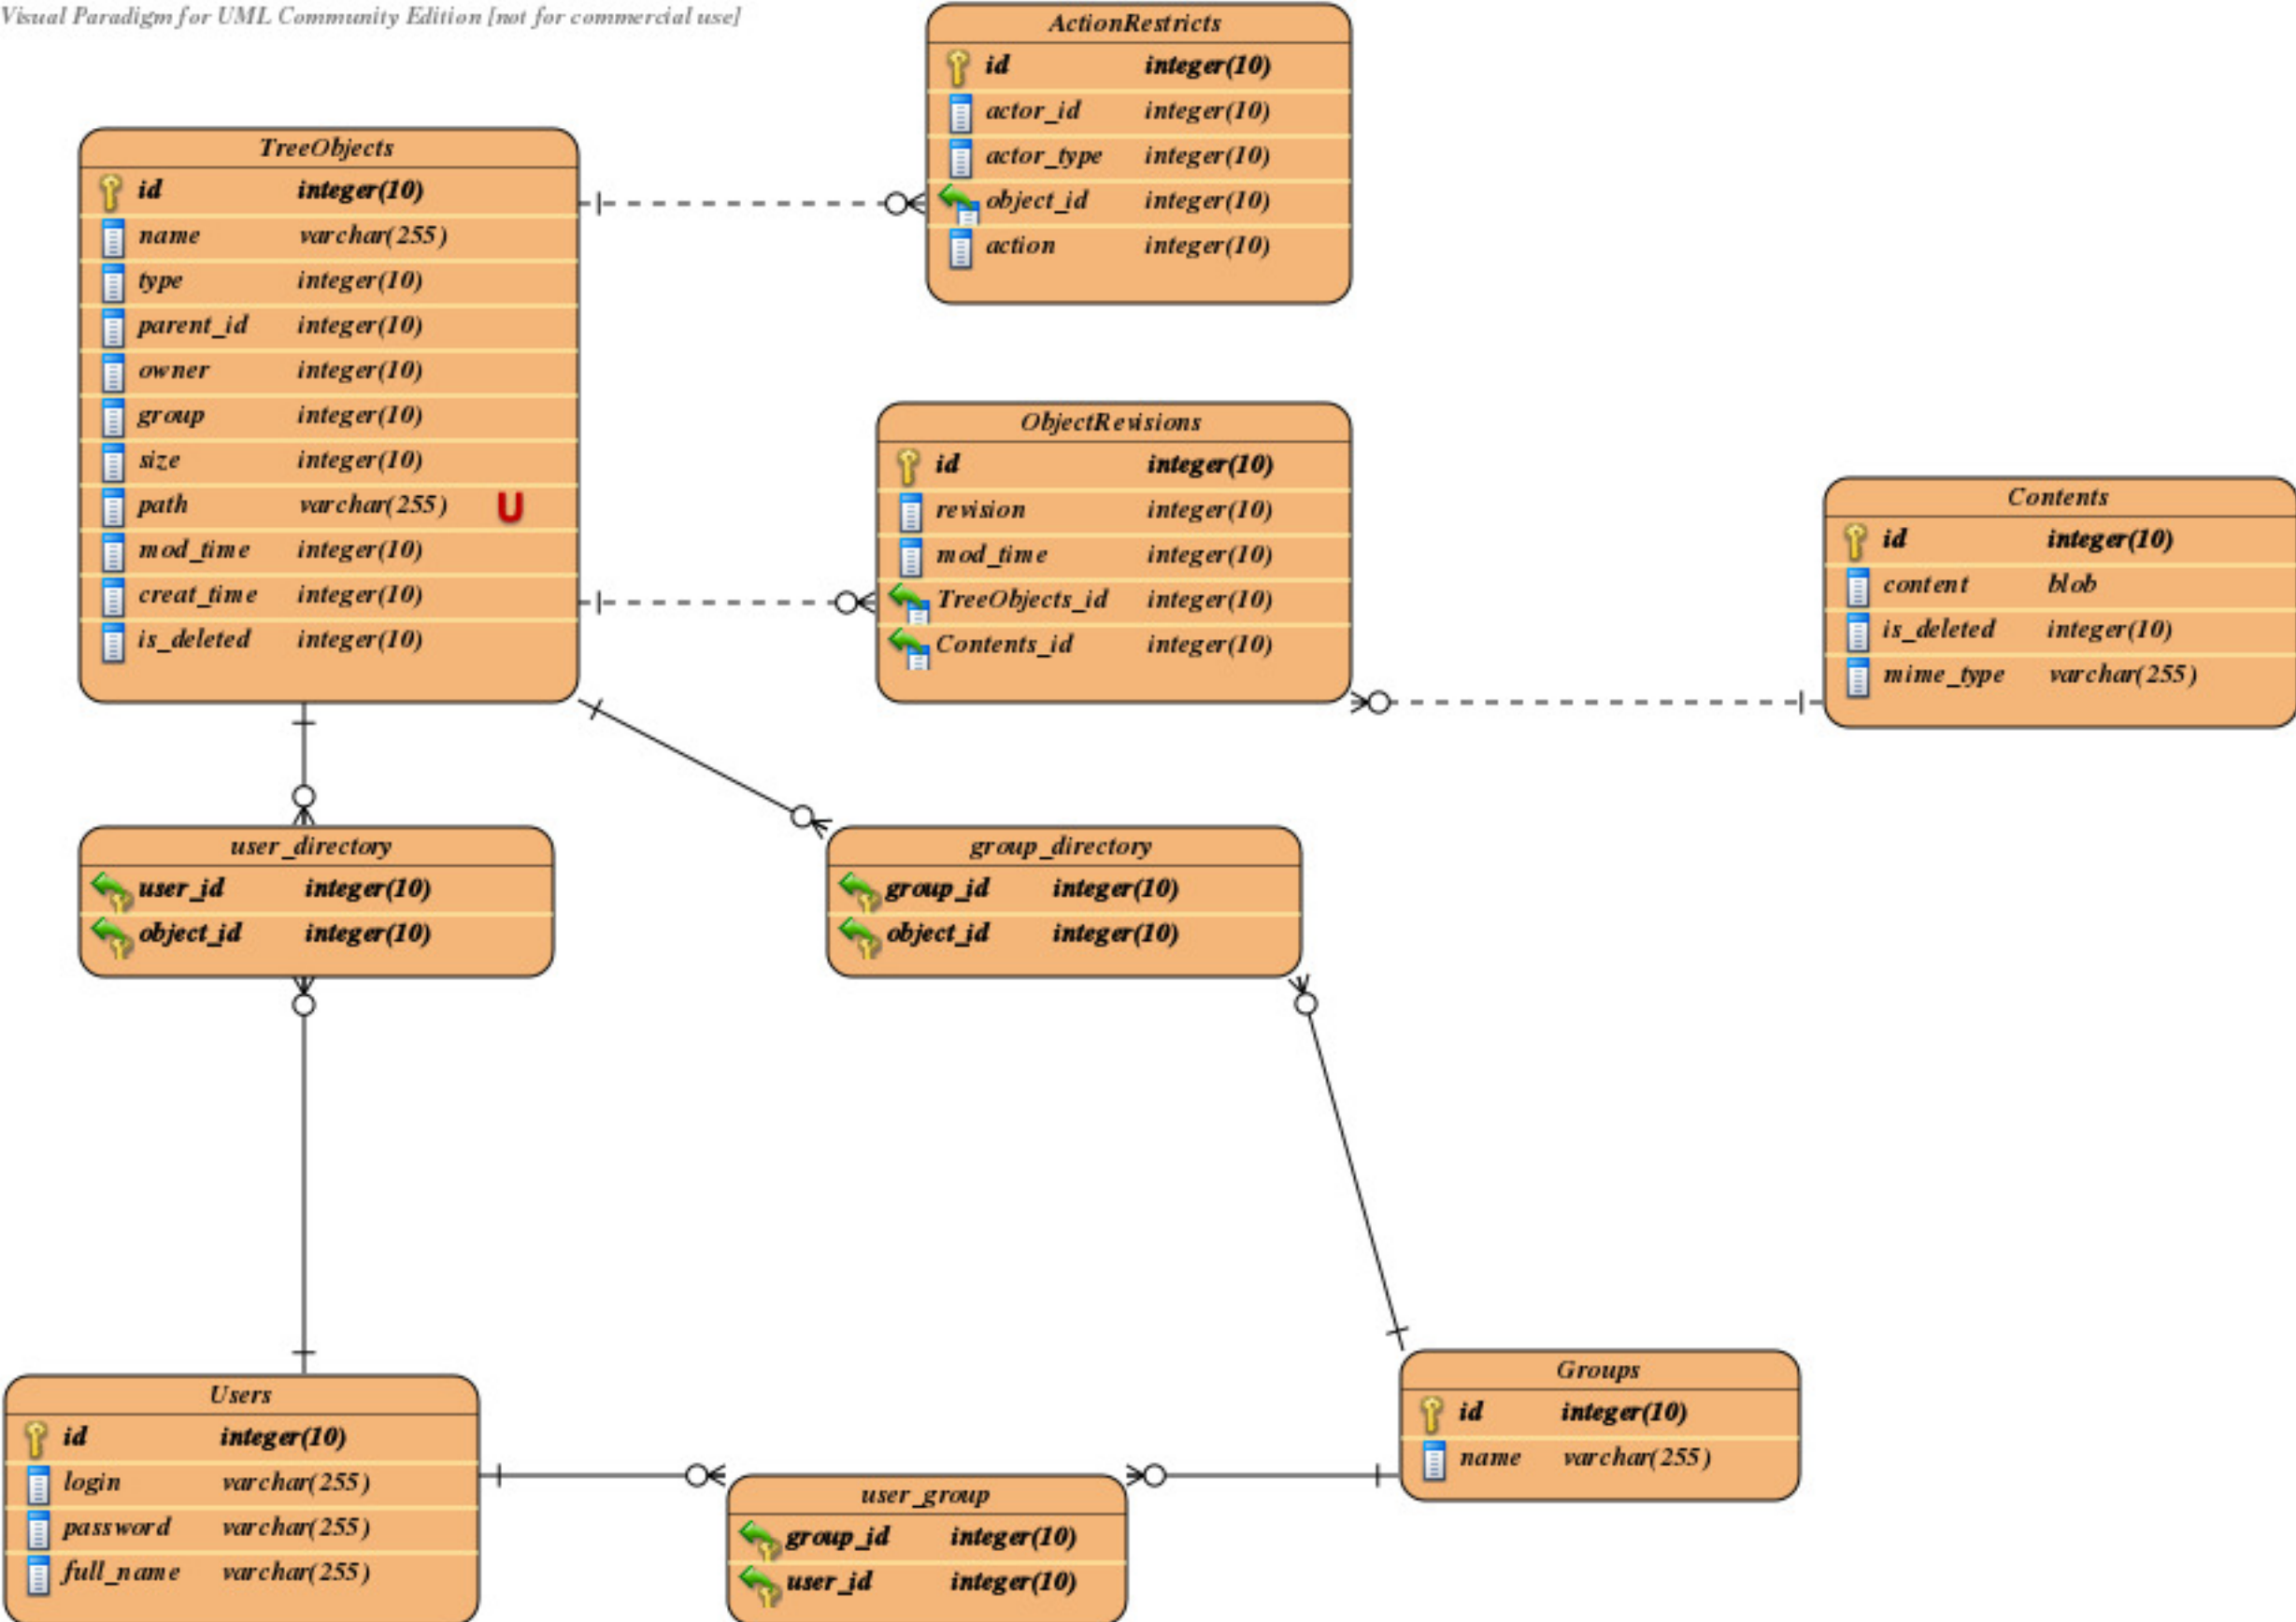 Visual Paradigm for UML Community Edition [not for commercial use]
ActionRestricts
id integer(10)
actor_id integer(10)
actor_type integer(10)
object_id integer(10)
action integer(10)
TreeObjects
id integer(10)
name varchar(255)
type integer(10)
parent_id integer(10)
owner integer(10)
group integer(10)
size integer(10)
path varchar(255) U
mod_time integer(10)
creat_time integer(10)
is_deleted integer(10)
ObjectRevisions
id integer(10)
revision integer(10)
mod_time integer(10)
TreeObjects_id integer(10)
Contents_id integer(10)
Contents
id integer(10)
content blob
is_deleted integer(10)
mime_type varchar(255)
user_directory
user_id integer(10)
object_id integer(10)
group_directory
group_id integer(10)
object_id integer(10)
Users
id integer(10)
login varchar(255)
password varchar(255)
full_name varchar(255)
user_group
group_id integer(10)
user_id integer(10)
Groups
id integer(10)
name varchar(255)